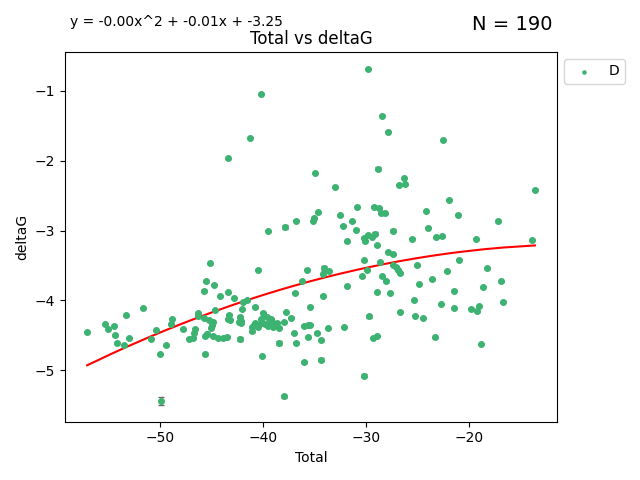 y = -0.00x^2 + -0.01x + -3.25
N = 190
Total vs deltaG
D
−1
−2
−3
−4
−5
deltaG
−50 −40 −30 −20
Total